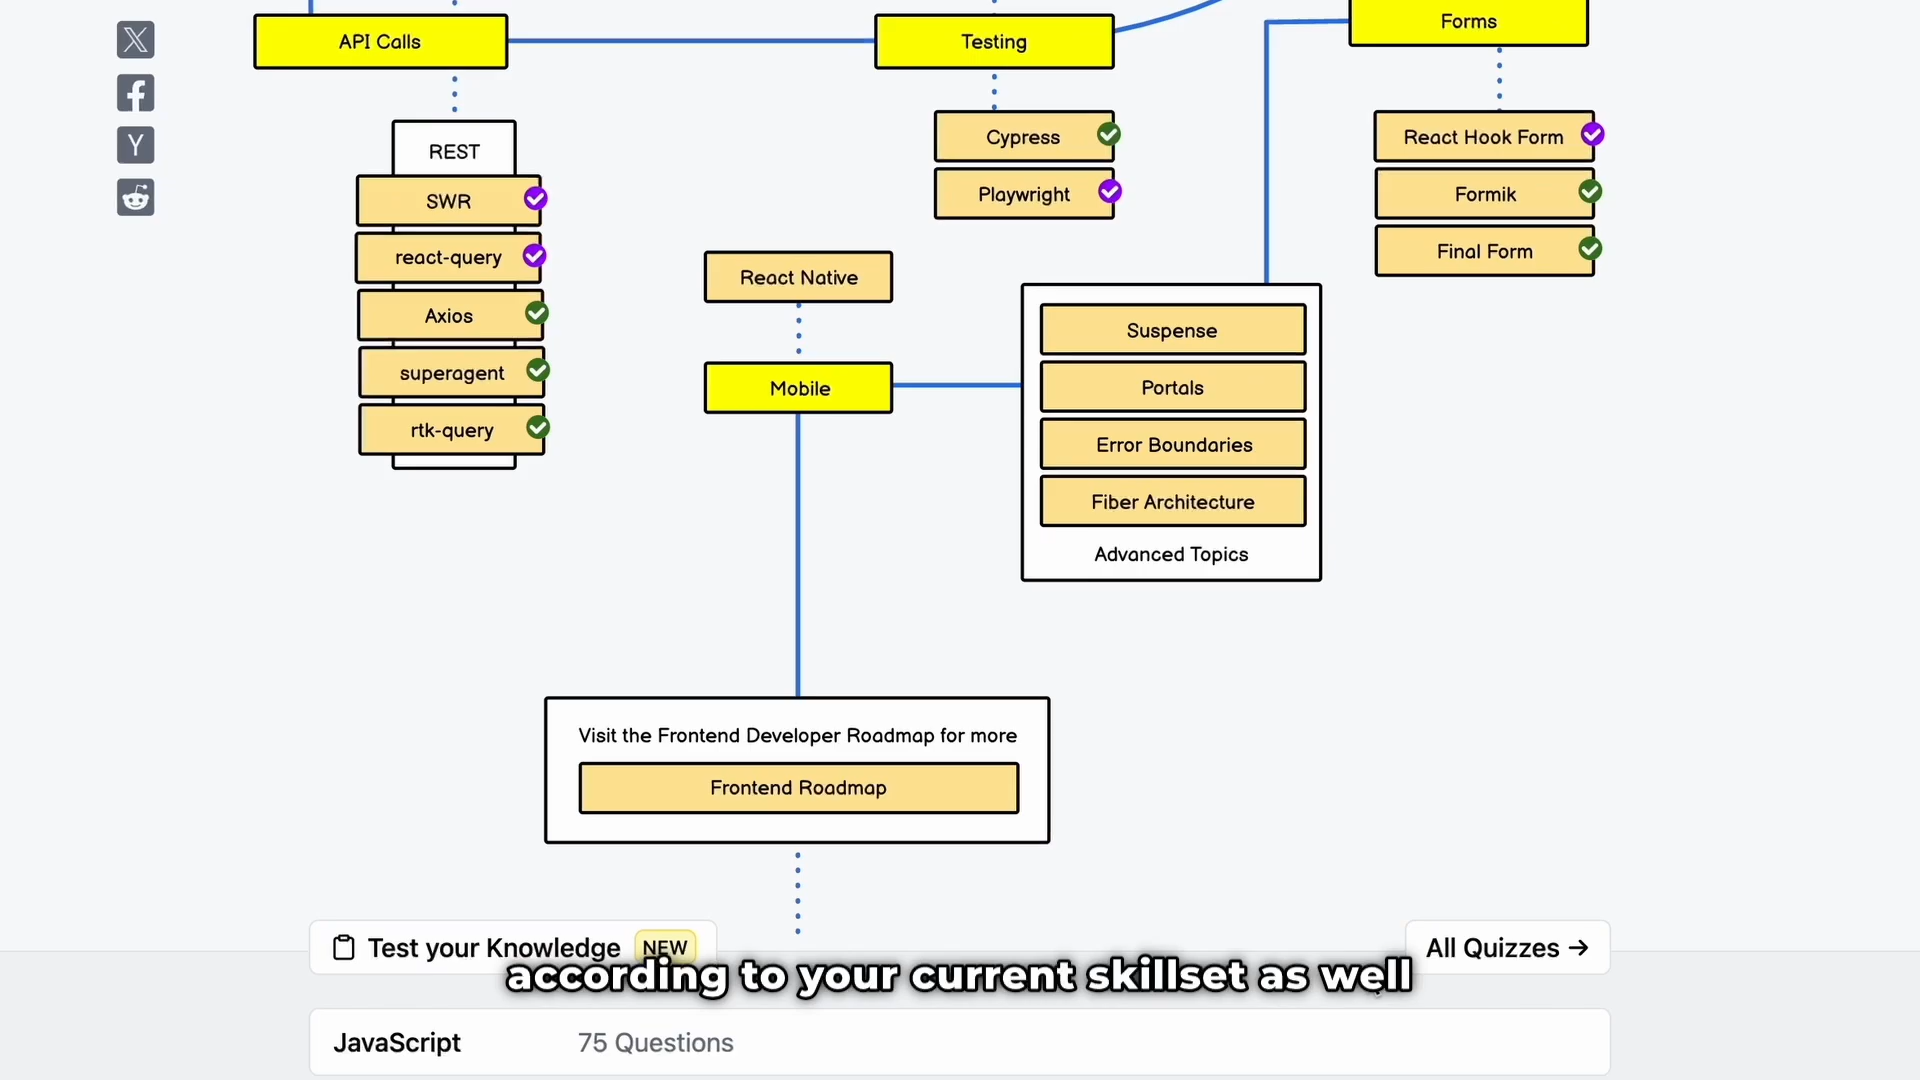 API Calls
Testing
Forms
REST
SWR
react-query
Axios
superagent
rtk-query
Cypress
Playwright
React Hook Form
Formik
Final Form
React Native
Mobile
Suspense
Portals
Error Boundaries
Fiber Architecture
Advanced Topics
Visit the Frontend Developer Roadmap for more
Frontend Roadmap
Test your Knowledge NEW
All Quizzes →
according to your current skillset as well
JavaScript 75 Questions